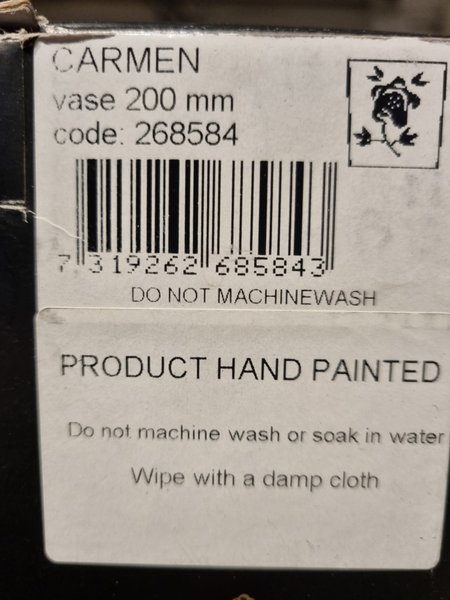 CARMEN
vase 200 mm
code: 268584
7 319262 685843
DO NOT MACHINEWASH
PRODUCT HAND PAINTED
Do not machine wash or soak in water
Wipe with a damp cloth